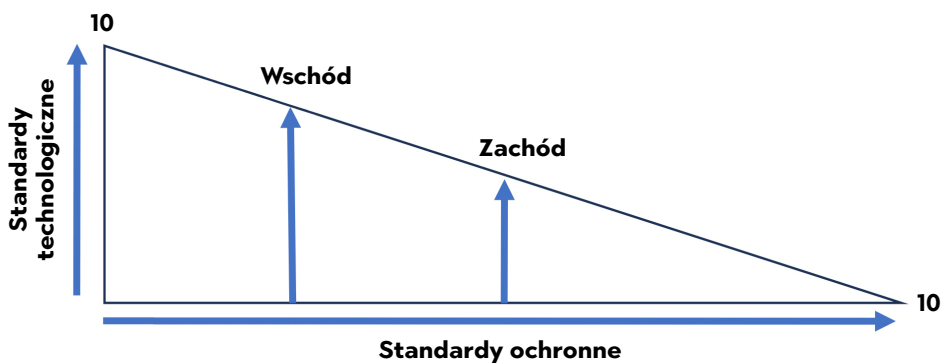 10
Wschód
Standardy
technologiczne
Zachód
10
Standardy ochronne